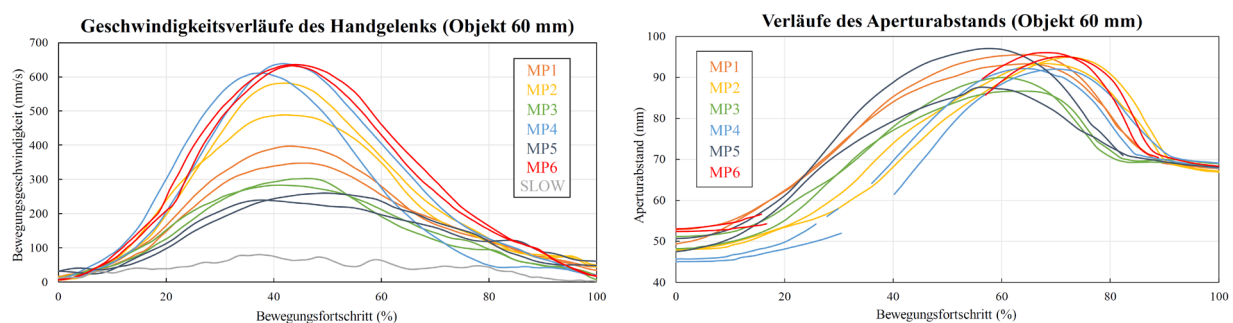 Geschwindigkeitsverläufe des Handgelenks (Objekt 60 mm)
Bewegungsgeschwindigkeit (mm/s)
700
600
500
400
300
200
100
0
MP1
MP2
MP3
MP4
MP5
MP6
SLOW
0 20 40 60 80 100
Bewegungsfortschritt (%)
Verläufe des Aperturabstands (Objekt 60 mm)
Aperturabstand (mm)
100
90
80
70
60
50
40
MP1
MP2
MP3
MP4
MP5
MP6
0 20 40 60 80 100
Bewegungsfortschritt (%)